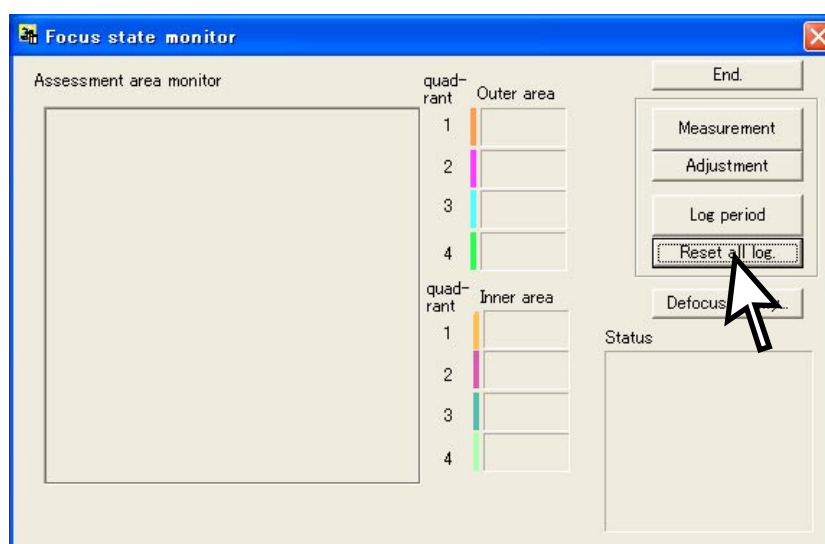 Focus state monitor
Assessment area monitor
quad-
rant
Outer area
1
2
3
4
quad-
rant
Inner area
1
2
3
4
End.
Measurement
Adjustment
Log period
Reset all log.
Defocus
Status